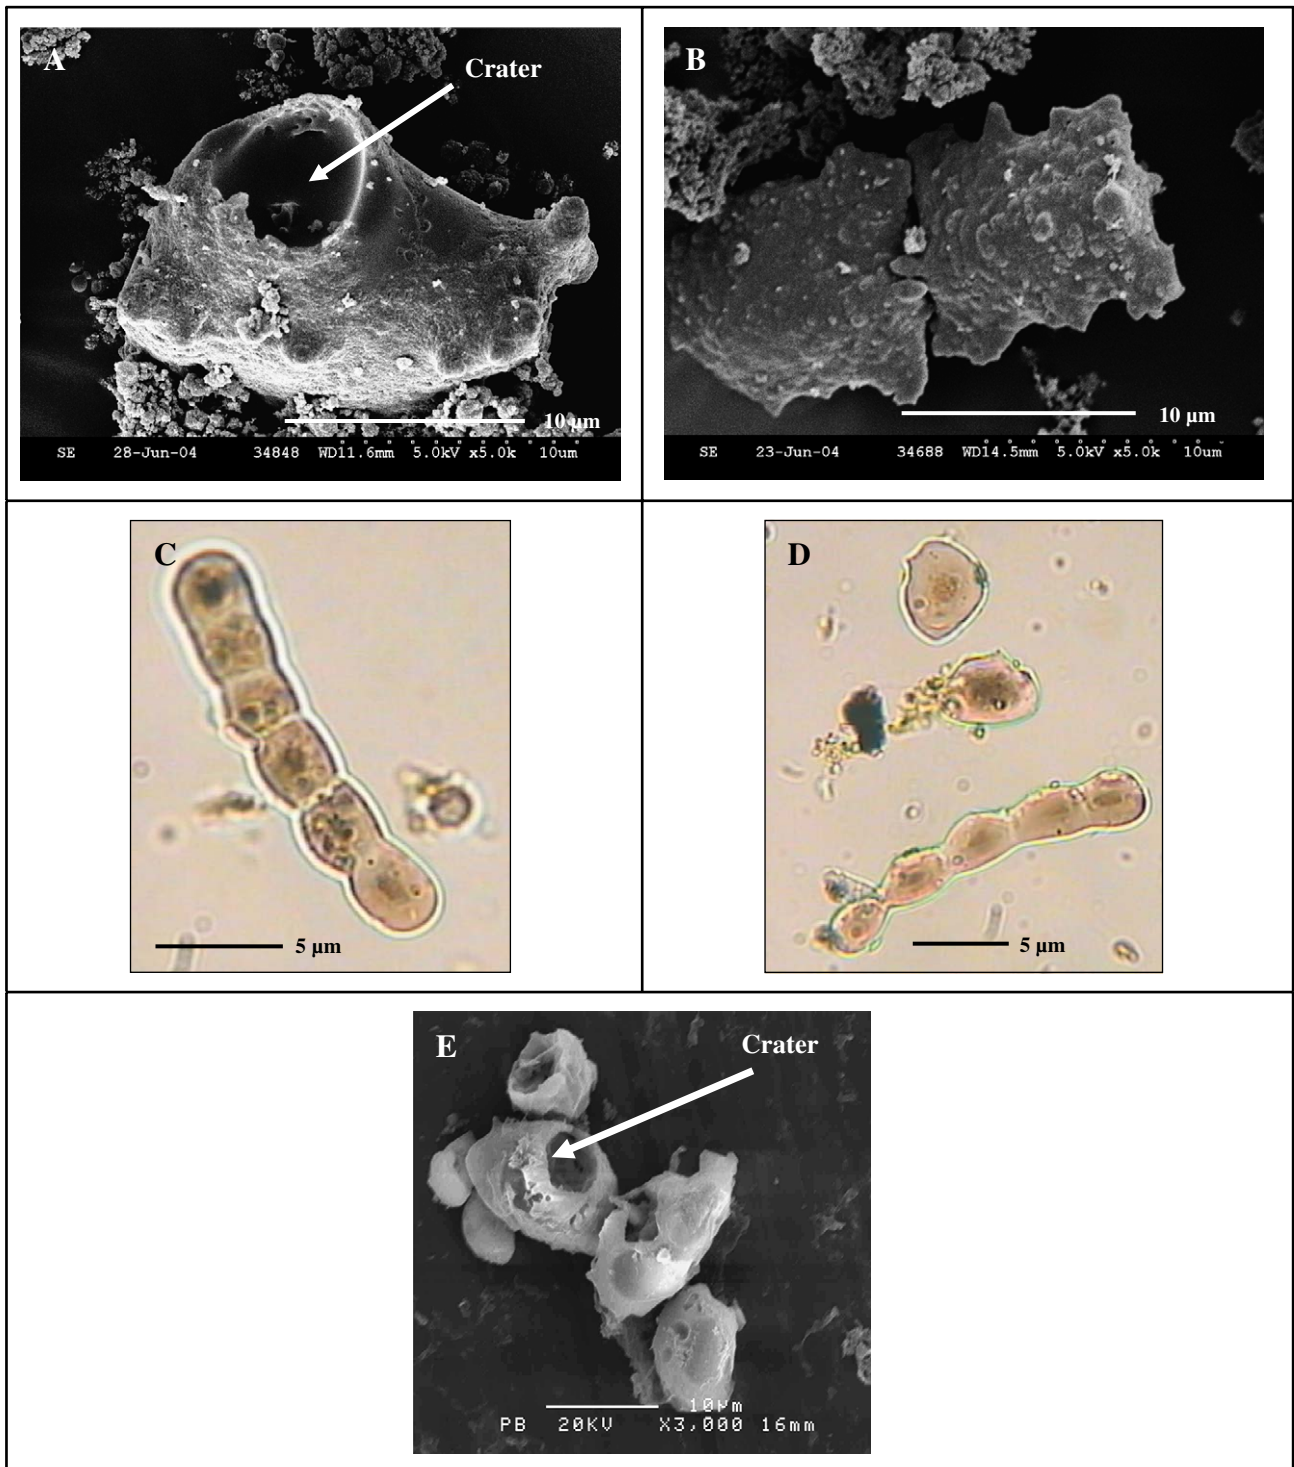 A
Crater
10 µm
SE 28-Jun-04 34848 WD11.6mm 5.0kV x5.0k 10um
B
10 µm
SE 23-Jun-04 34688 WD14.5mm 5.0kV x5.0k 10um
C
5 µm
D
5 µm
E
Crater
10µm
PB 20KV X3,000 16mm